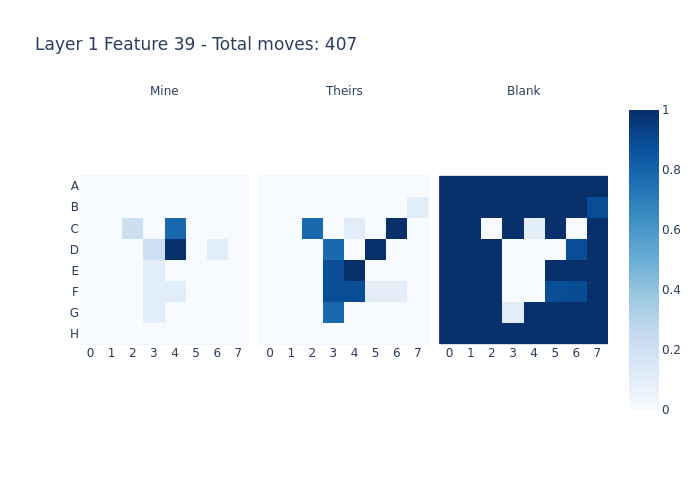 Layer 1 Feature 39 - Total moves: 407
Mine Theirs Blank
A
B
C
D
E
F
G
H
0 1 2 3 4 5 6 7 0 1 2 3 4 5 6 7 0 1 2 3 4 5 6 7
1
0.8
0.6
0.4
0.2
0